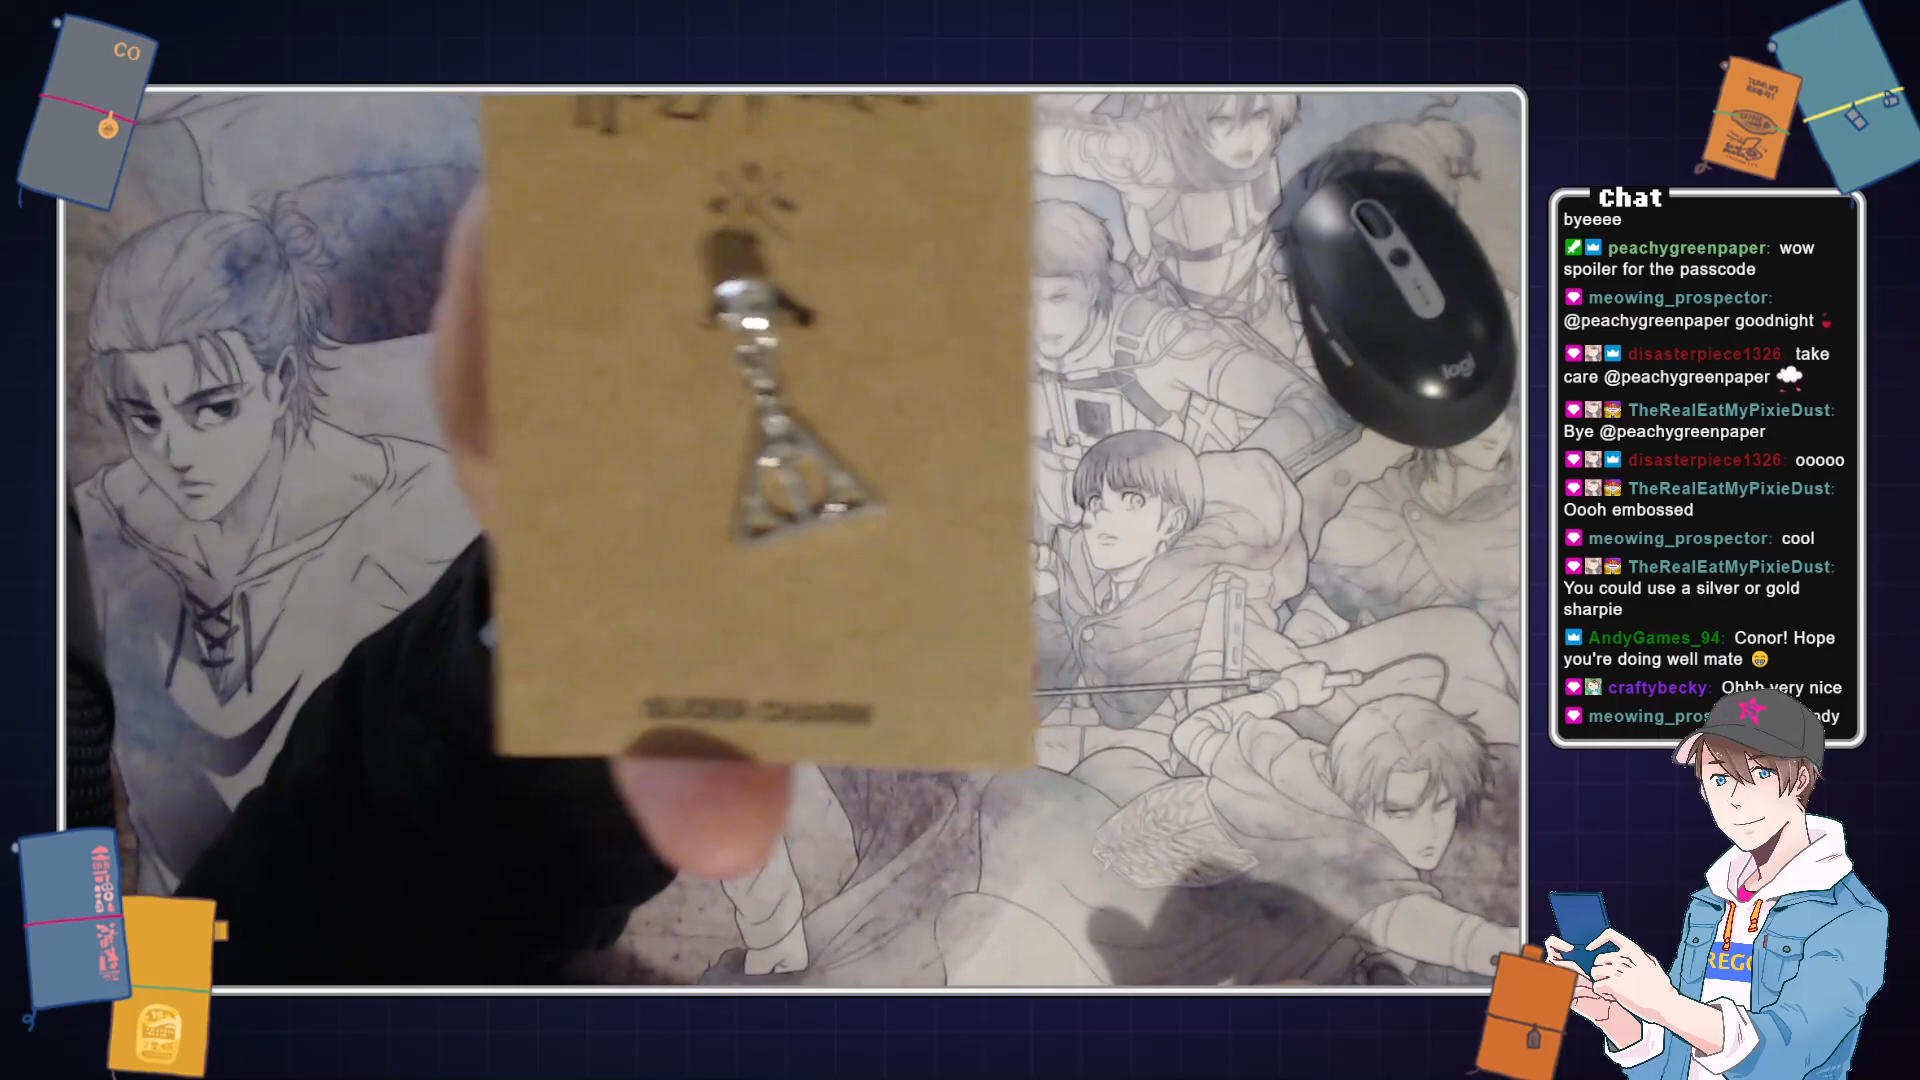 CO
chat
byeeee
peachygreenpaper: wow
spoiler for the passcode
meowing_prospector:
@peachygreenpaper goodnight
disasterpiece1326: take
care @peachygreenpaper
TheRealEatMyPixieDust:
Bye @peachygreenpaper
disasterpiece1326: ooooo
TheRealEatMyPixieDust:
Oooh embossed
meowing_prospector: cool
TheRealEatMyPixieDust:
You could use a silver or gold
sharpie
AndyGames_94: Conor! Hope
you're doing well mate 😁
craftybecky: Ohhh very nice
logi
SLIDER CHARM